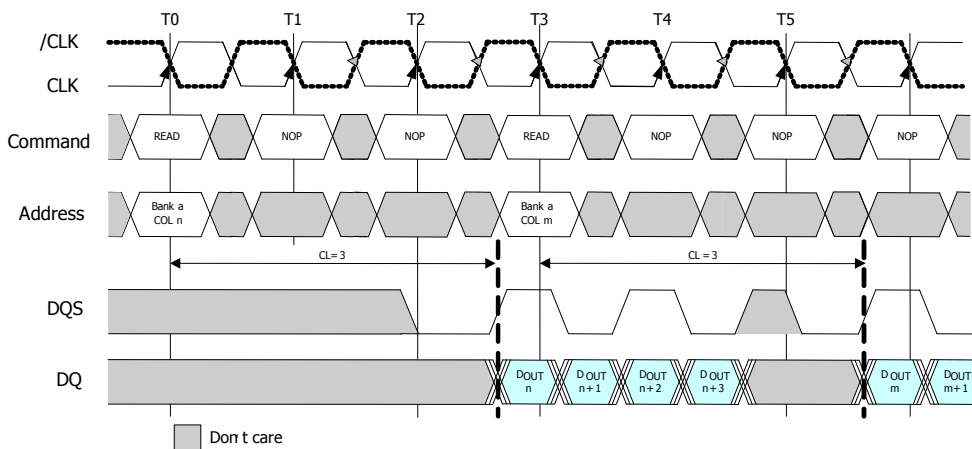 T0 T1 T2 T3 T4 T5
/CLK
CLK
Command READ NOP NOP READ NOP NOP NOP
Address Bank a COL n Bank a COL m
CL= 3 CL = 3
DQS
DQ DOUT n DOUT n+1 DOUT n+2 DOUT n+3 DOUT m DOUT m+1
Don't care